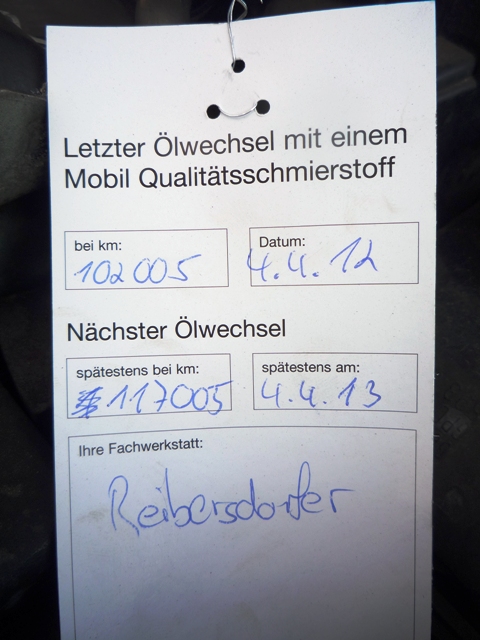 Letzter Ölwechsel mit einem
Mobil Qualitätsschmierstoff
bei km:
102005
Datum:
4.4.12
Nächster Ölwechsel
spätestens bei km:
117005
spätestens am:
4.4.13
Ihre Fachwerkstatt:
Reibersdorfer